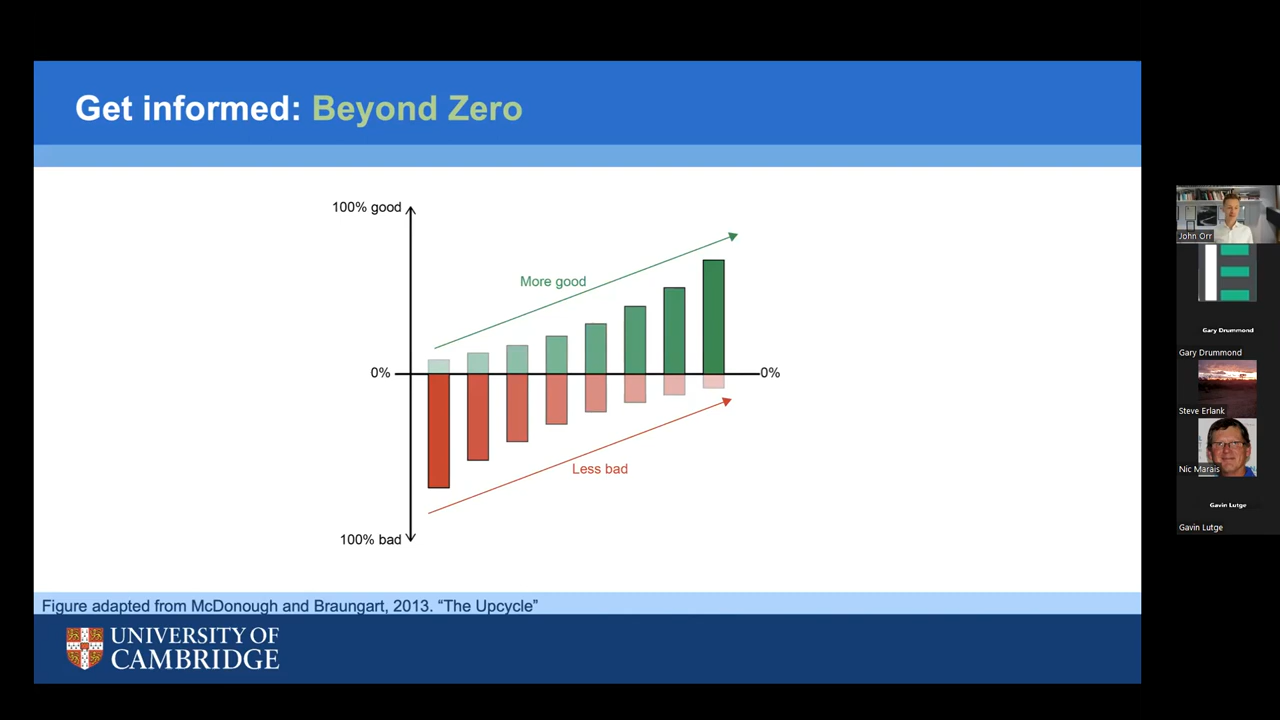 Get informed: Beyond Zero
100% good
More good
0%
0%
Less bad
100% bad
Figure adapted from McDonough and Braungart, 2013. “The Upcycle”
UNIVERSITY OF
CAMBRIDGE
John Orr
Gary Drummond
Gary Drummond
Steve Erlank
Nic Marais
Gavin Lutge
Gavin Lutge